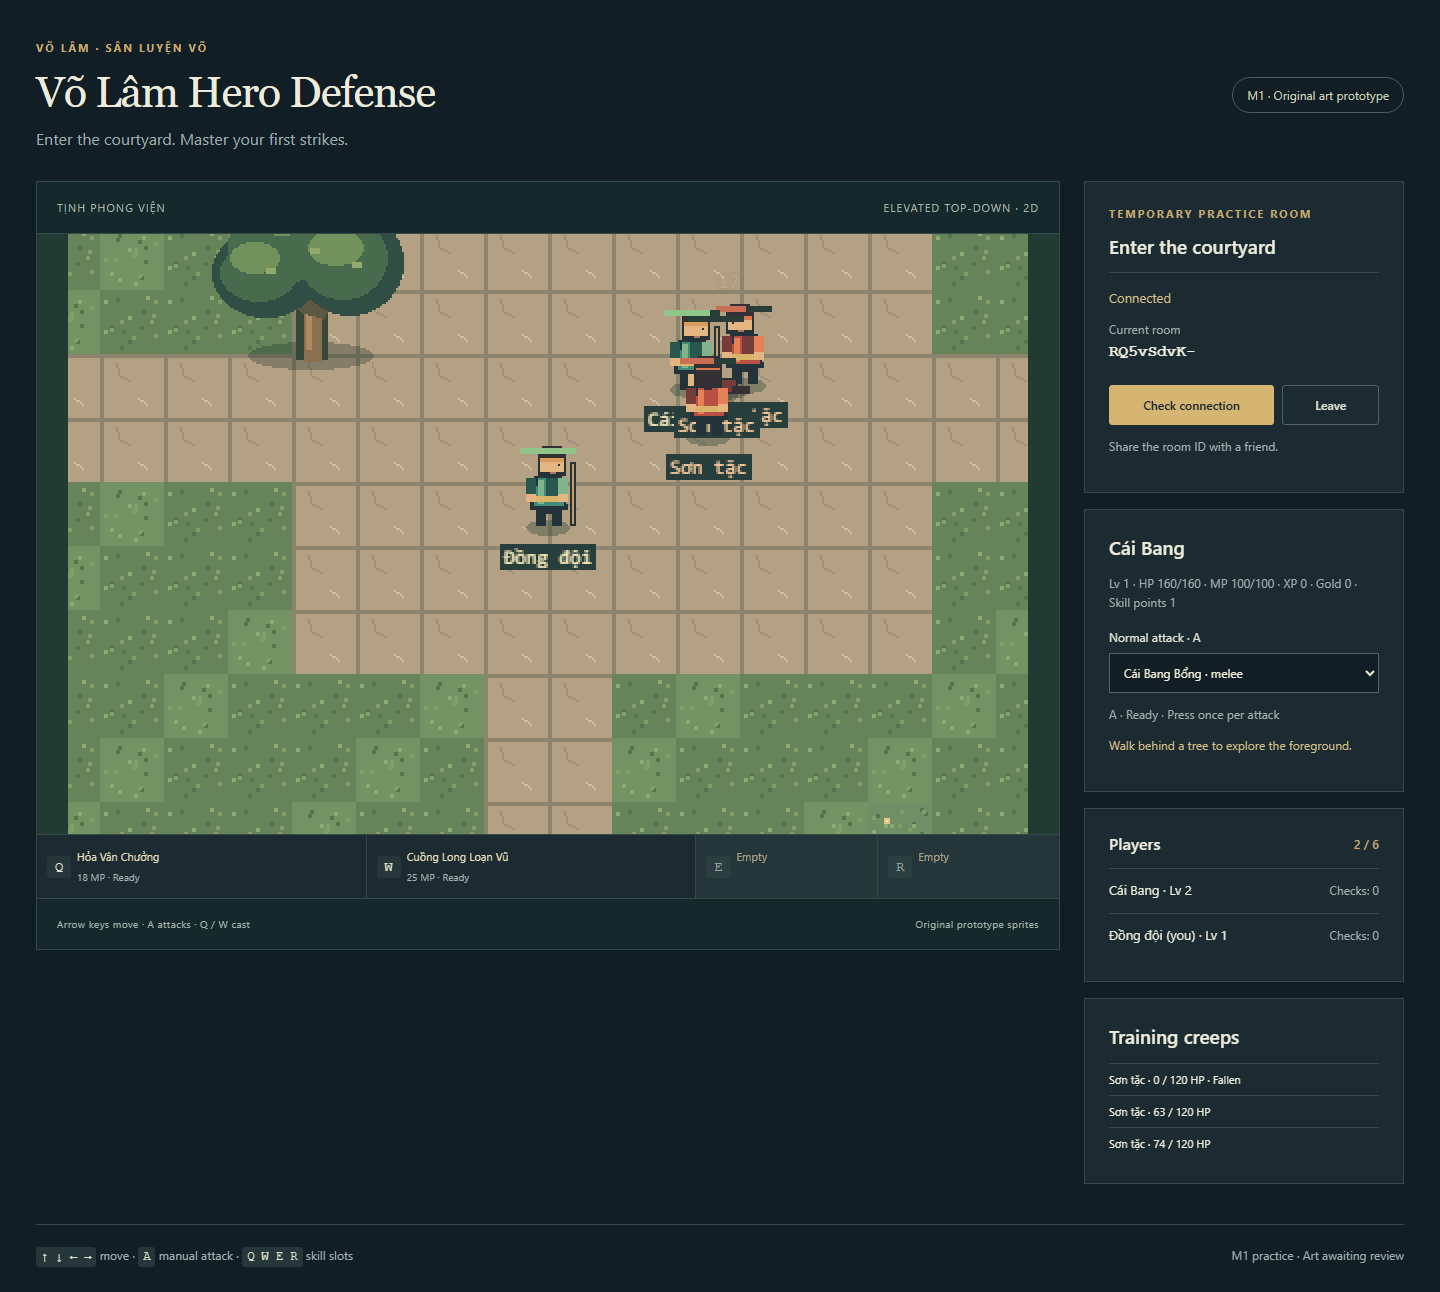 VÕ LÂM · SÂN LUYỆN VÕ
Võ Lâm Hero Defense
Enter the courtyard. Master your first strikes.
M1 · Original art prototype
TỊNH PHONG VIỆN
ELEVATED TOP-DOWN · 2D
Sơn tặc
Đồng đội
Q
Hỏa Vân Chưởng
18 MP · Ready
W
Cuồng Long Loạn Vũ
25 MP · Ready
E
Empty
R
Empty
Arrow keys move · A attacks · Q / W cast
Original prototype sprites
TEMPORARY PRACTICE ROOM
Enter the courtyard
Connected
Current room
RQ5vSdvK-
Check connection
Leave
Share the room ID with a friend.
Cái Bang
Lv 1 · HP 160/160 · MP 100/100 · XP 0 · Gold 0 ·
Skill points 1
Normal attack · A
Cái Bang Bổng · melee
A · Ready · Press once per attack
Walk behind a tree to explore the foreground.
Players
2 / 6
Cái Bang · Lv 2
Checks: 0
Đồng đội (you) · Lv 1
Checks: 0
Training creeps
Sơn tặc · 0 / 120 HP · Fallen
Sơn tặc · 63 / 120 HP
Sơn tặc · 74 / 120 HP
↑ ↓ ← → move · A manual attack · Q W E R skill slots
M1 practice · Art awaiting review